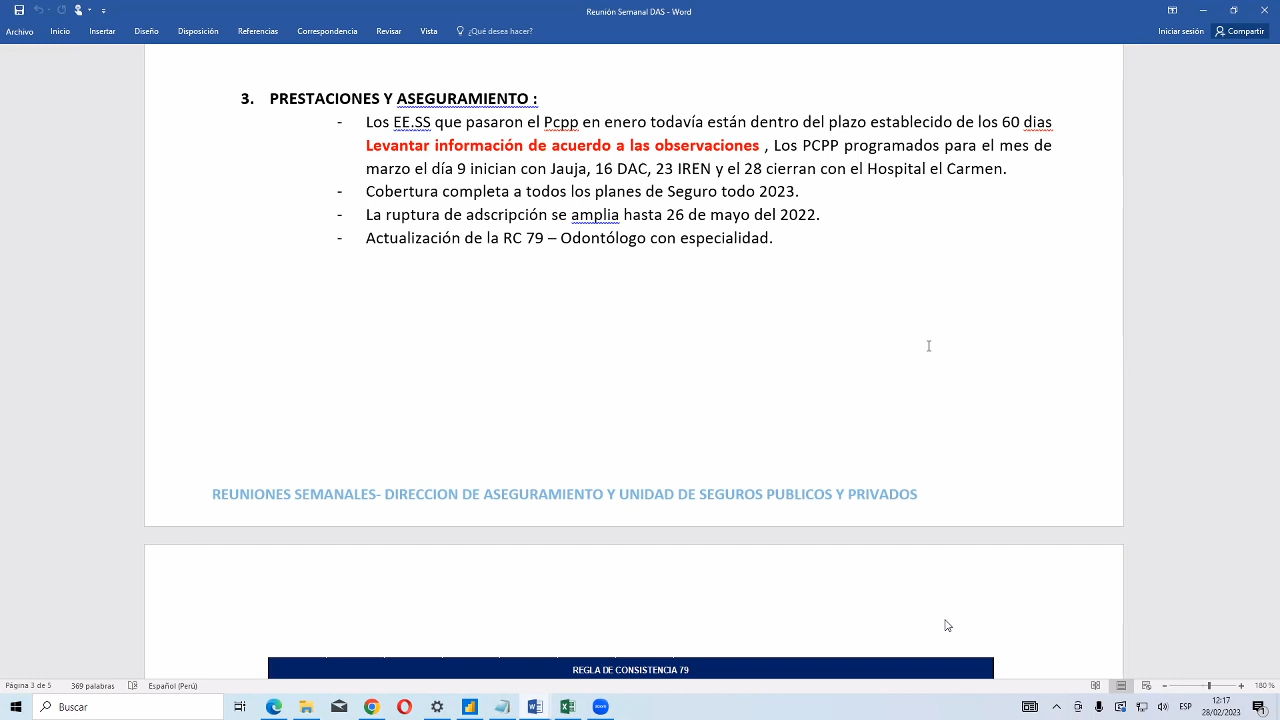 Reunión Semanal DAS - Word
Archivo Inicio Insertar Diseño Disposición Referencias Correspondencia Revisar Vista ¿Qué desea hacer? Iniciar sesión Compartir
3. PRESTACIONES Y ASEGURAMIENTO :
- Los EE.SS que pasaron el Pcpp en enero todavía están dentro del plazo establecido de los 60 dias
Levantar información de acuerdo a las observaciones , Los PCPP programados para el mes de
marzo el día 9 inician con Jauja, 16 DAC, 23 IREN y el 28 cierran con el Hospital el Carmen.
- Cobertura completa a todos los planes de Seguro todo 2023.
- La ruptura de adscripción se amplia hasta 26 de mayo del 2022.
- Actualización de la RC 79 – Odontólogo con especialidad.
REUNIONES SEMANALES- DIRECCION DE ASEGURAMIENTO Y UNIDAD DE SEGUROS PUBLICOS Y PRIVADOS
REGLA DE CONSISTENCIA 79
Página 3 de 5 369 palabras Español (Perú) 180 %
Buscar zoom ESP 12:17
28/02/2023